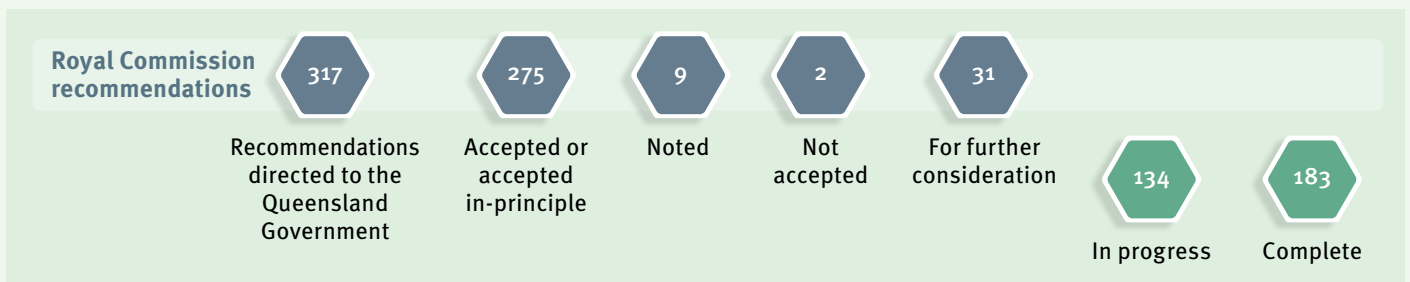 Royal Commission
recommendations
317
275
9
2
31
Recommendations
directed to the
Queensland
Government
Accepted or
accepted
in-principle
Noted
Not
accepted
For further
consideration
134
183
In progress
Complete